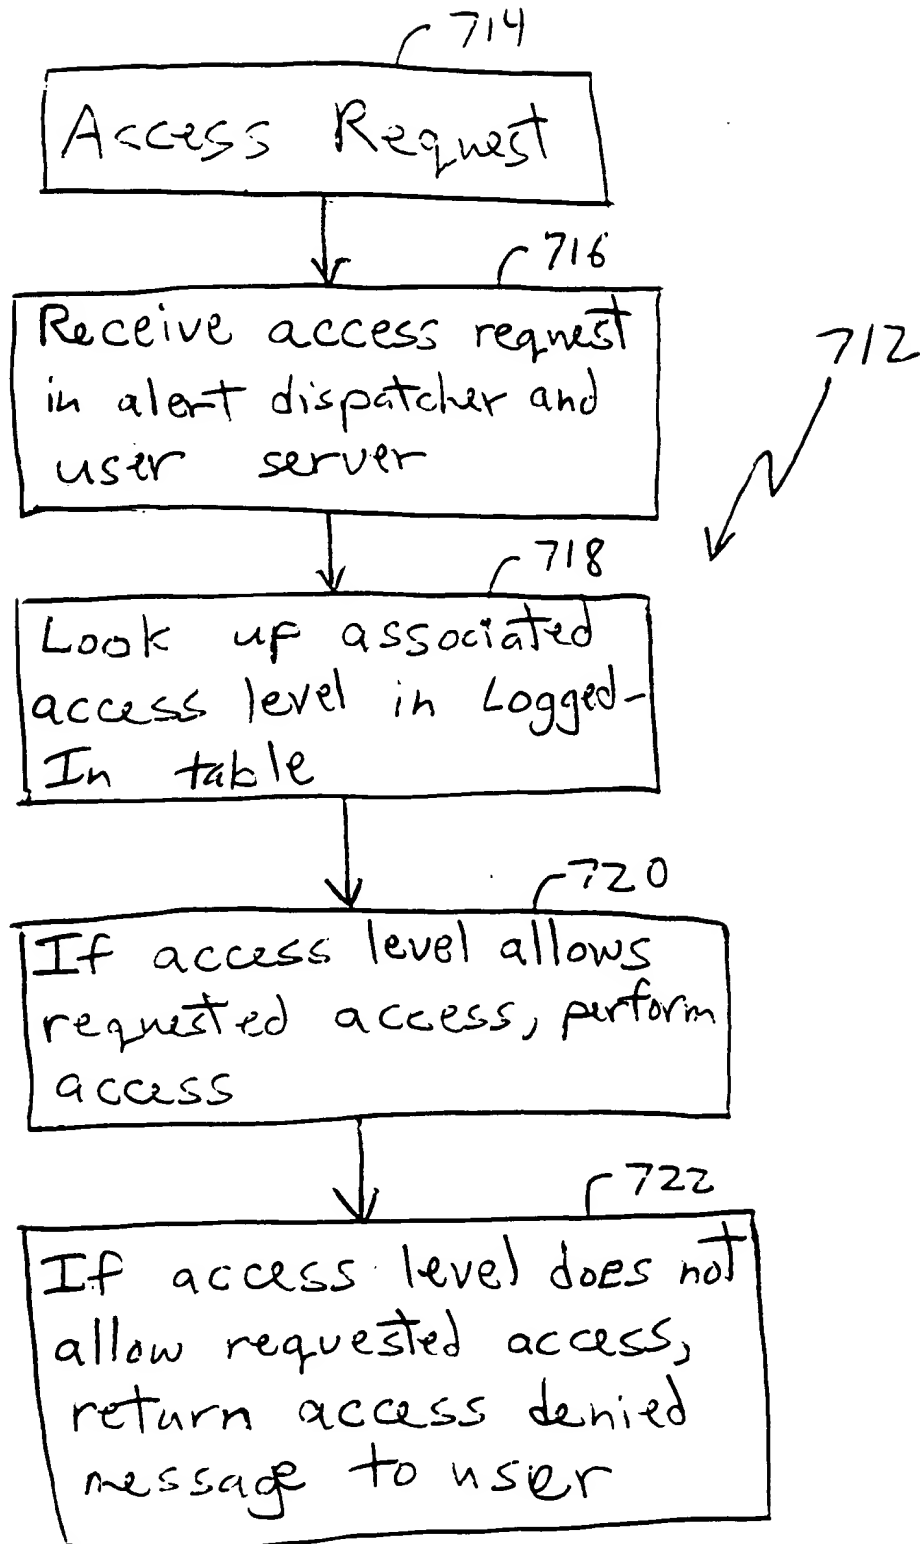 714
Access Request
716
Receive access request
in alert dispatcher and
user server
712
718
Look up associated
access level in Logged-
In table
720
If access level allows
requested access, perform
access
722
If access level does not
allow requested access,
return access denied
message to user